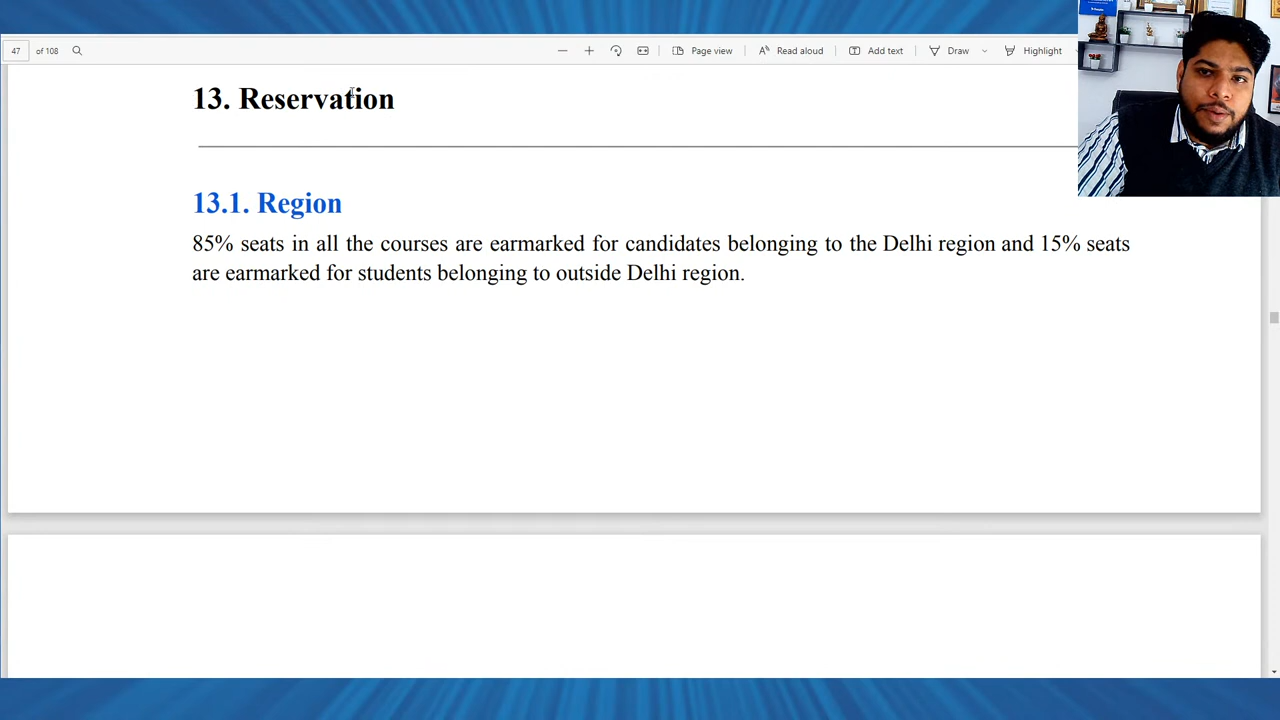 47 of 108 Page view Read aloud Add text Draw Highlight
13. Reservation
13.1. Region
85% seats in all the courses are earmarked for candidates belonging to the Delhi region and 15% seats
are earmarked for students belonging to outside Delhi region.